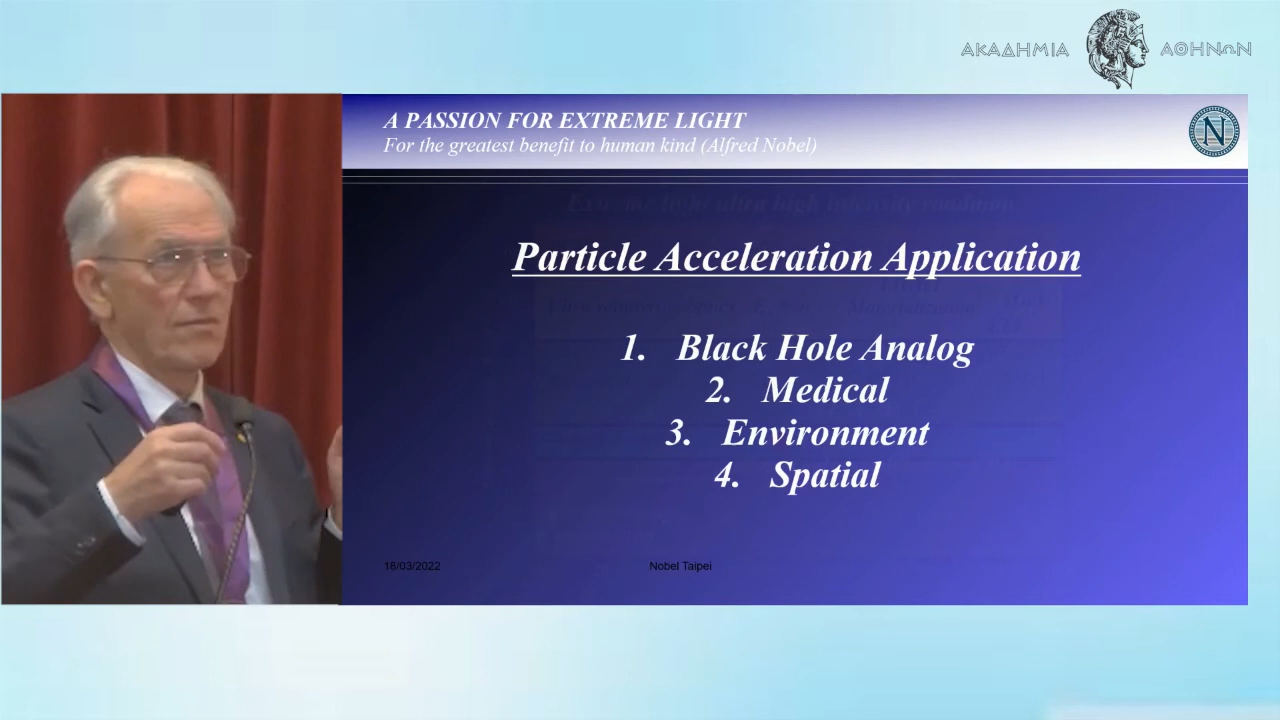 ΑΚΑΔΗΜΙΑ ΑΘΗΝΩΝ
A PASSION FOR EXTREME LIGHT
For the greatest benefit to human kind (Alfred Nobel)
N
Particle Acceleration Application
1. Black Hole Analog
2. Medical
3. Environment
4. Spatial
18/03/2022
Nobel Taipei